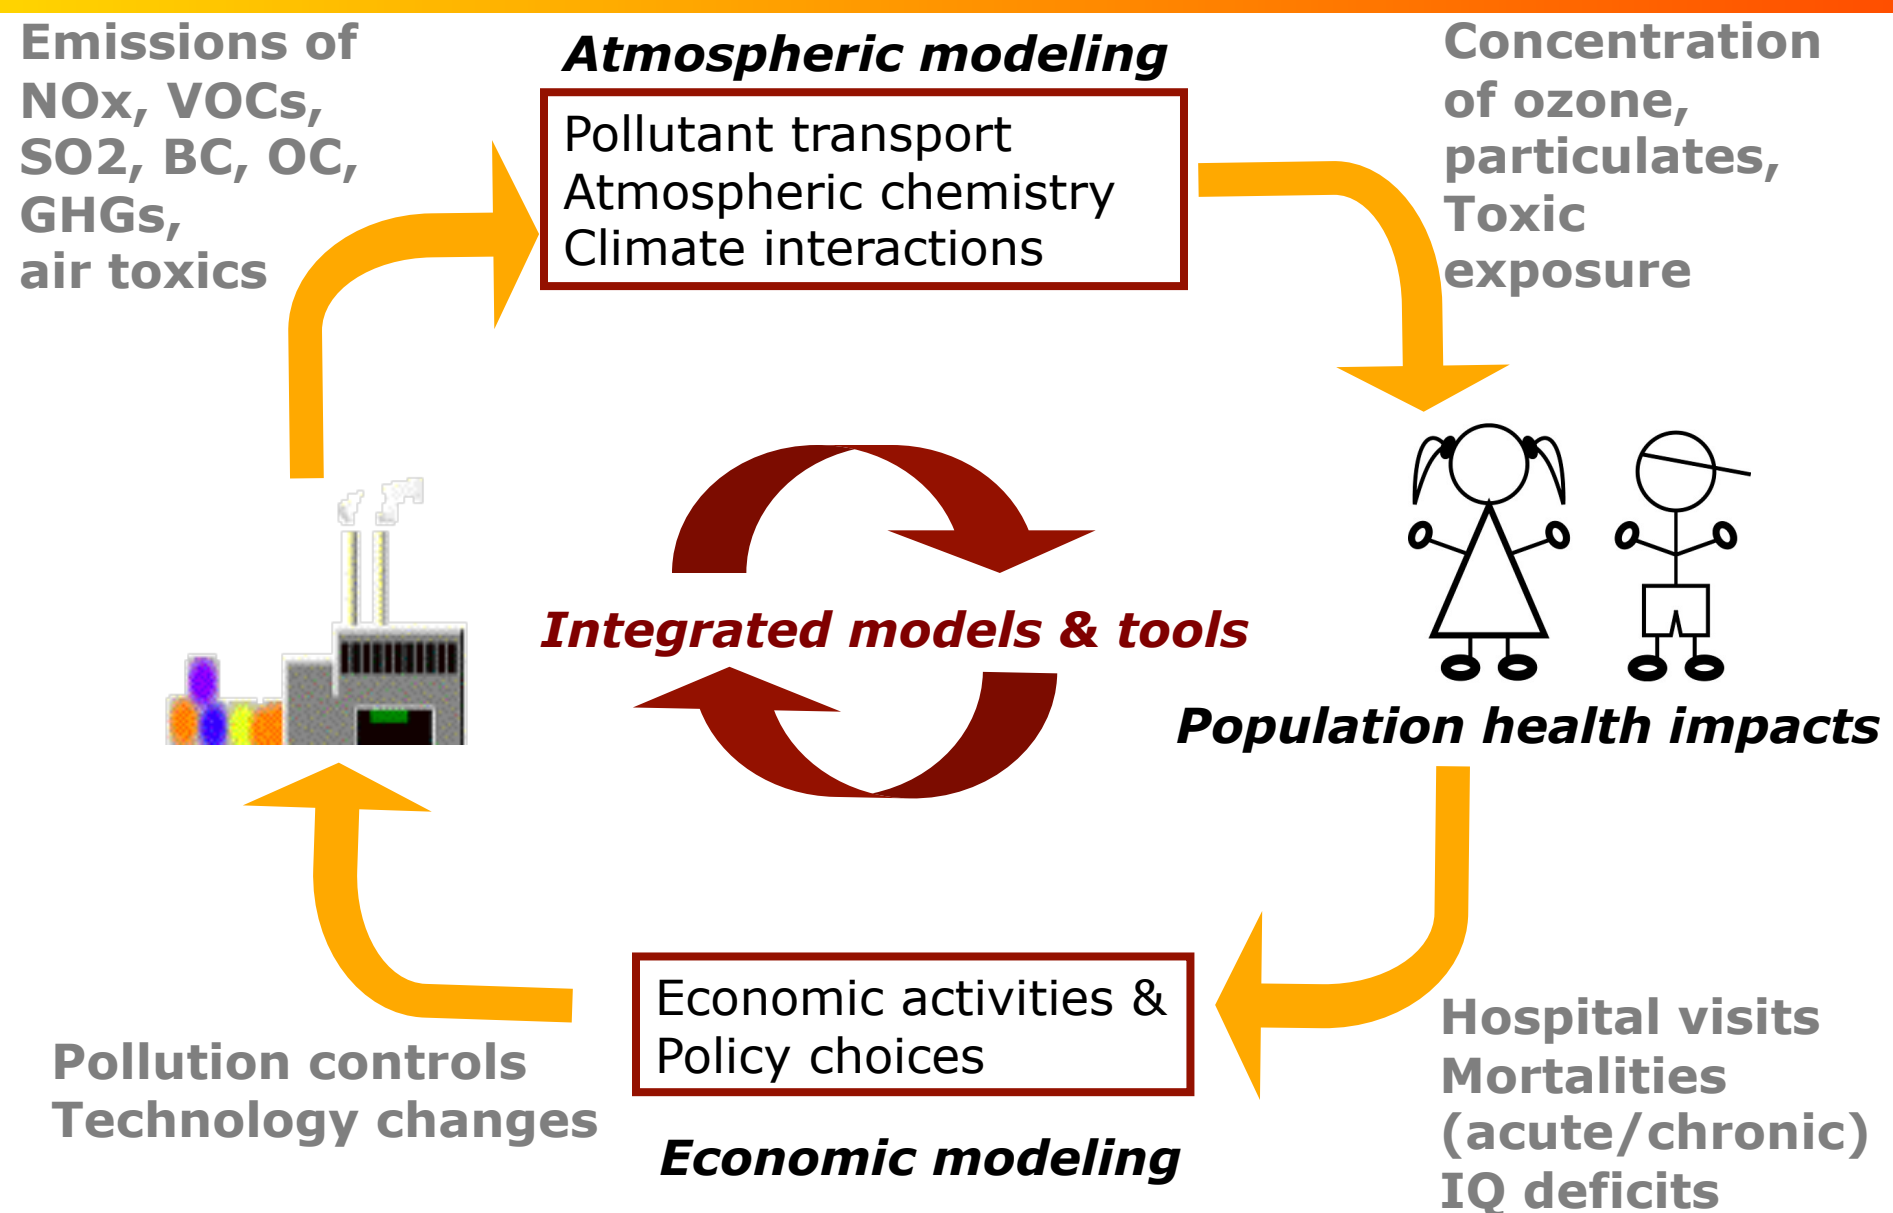 Emissions of
NOx, VOCs,
SO2, BC, OC,
GHGs,
air toxics
Atmospheric modeling
Pollutant transport
Atmospheric chemistry
Climate interactions
Concentration
of ozone,
particulates,
Toxic
exposure
Integrated models & tools
Population health impacts
Economic activities &
Policy choices
Economic modeling
Pollution controls
Technology changes
Hospital visits
Mortalities
(acute/chronic)
IQ deficits